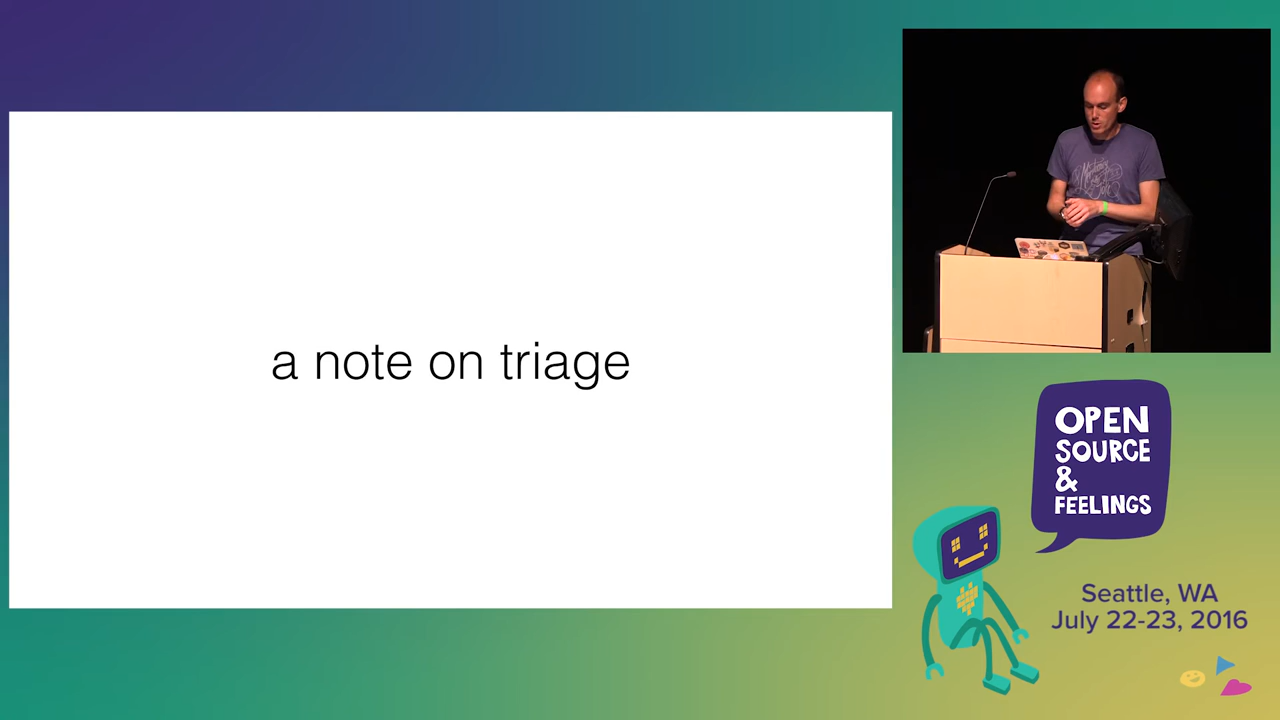 a note on triage
OPEN
SOURCE
&
FEELINGS
Seattle, WA
July 22-23, 2016